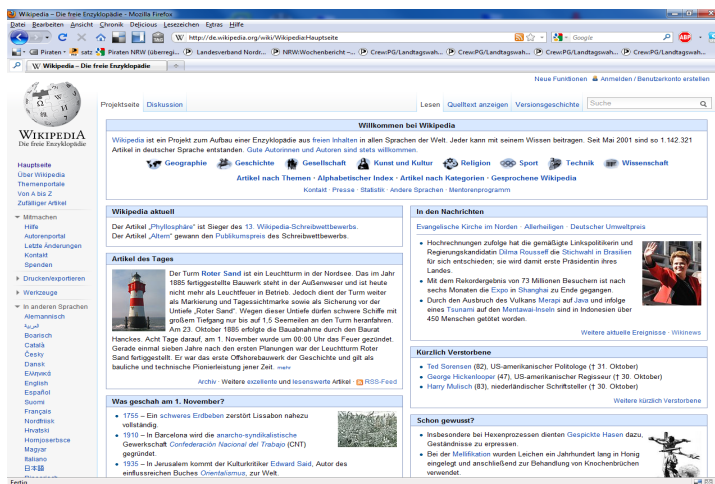 Wikipedia – Die freie Enzyklopädie - Mozilla Firefox
Datei Bearbeiten Ansicht Chronik Delicious Lesezeichen Extras Hilfe
http://de.wikipedia.org/wiki/Wikipedia:Hauptseite
Google
ABP
Piraten satz Piraten NRW (überregi... Landesverband Nordr... NRW:Wochenbericht –... Crew:PG/Landtagswah... Crew:PG/Landtagswah... Crew:PG/Landtagswah... Crew:PG/Landtagswah...
Wikipedia – Die freie Enzyklopädie
Neue Funktionen Anmelden / Benutzerkonto erstellen
Projektseite Diskussion Lesen Quelltext anzeigen Versionsgeschichte Suche
WIKIPEDIA
Die freie Enzyklopädie
Hauptseite
Über Wikipedia
Themenportale
Von A bis Z
Zufälliger Artikel
Mitmachen
Hilfe
Autorenportal
Letzte Änderungen
Kontakt
Spenden
Drucken/exportieren
Werkzeuge
In anderen Sprachen
Alemannisch
العربية
Boarisch
Català
Česky
Dansk
Ελληνικά
English
Español
Suomi
Français
Nordfriisk
Hrvatski
Hornjoserbsce
Magyar
Italiano
日本語
Willkommen bei Wikipedia
Wikipedia ist ein Projekt zum Aufbau einer Enzyklopädie aus freien Inhalten in allen Sprachen der Welt. Jeder kann mit seinem Wissen beitragen. Seit Mai 2001 sind so 1.142.321
Artikel in deutscher Sprache entstanden. Gute Autorinnen und Autoren sind stets willkommen.
Geographie Geschichte Gesellschaft Kunst und Kultur Religion Sport Technik Wissenschaft
Artikel nach Themen · Alphabetischer Index · Artikel nach Kategorien · Gesprochene Wikipedia
Kontakt · Presse · Statistik · Andere Sprachen · Mentorenprogramm
Wikipedia aktuell
Der Artikel „Phyllosphäre" ist Sieger des 13. Wikipedia-Schreibwettbewerbs.
Der Artikel „Altern" gewann den Publikumspreis des Schreibwettbewerbs.
Artikel des Tages
Der Turm Roter Sand ist ein Leuchtturm in der Nordsee. Das im Jahr
1885 fertiggestellte Bauwerk steht in der Außenweser und ist heute
nicht mehr als Leuchtfeuer in Betrieb. Jedoch dient der Turm weiter
als Markierung und Tagessichtmarke sowie als Sicherung vor der
Untiefe „Roter Sand". Wegen dieser Untiefe dürfen schwere Schiffe mit
großem Tiefgang nur bis auf 1,5 Seemeilen an den Turm heranfahren.
Am 23. Oktober 1885 erfolgte die Bauabnahme durch den Baurat
Hanckes. Acht Tage darauf, am 1. November wurde um 00:00 Uhr das Feuer gezündet.
Gerade einmal sieben Jahre nach den ersten Planungen war der Leuchtturm Roter
Sand fertiggestellt. Er war das erste Offshorebauwerk der Geschichte und gilt als
bauliche und technische Pionierleistung jener Zeit. mehr
Archiv · Weitere exzellente und lesenswerte Artikel · RSS-Feed
Was geschah am 1. November?
1755 – Ein schweres Erdbeben zerstört Lissabon nahezu
vollständig.
1910 – In Barcelona wird die anarcho-syndikalistische
Gewerkschaft Confederación Nacional del Trabajo (CNT)
gegründet.
1935 – In Jerusalem kommt der Kulturkritiker Edward Said, Autor des
einflussreichen Buches Orientalismus, zur Welt.
In den Nachrichten
Evangelische Kirche im Norden · Allerheiligen · Deutscher Umweltpreis
Hochrechnungen zufolge hat die gemäßigte Linkspolitikerin und
Regierungskandidatin Dilma Rousseff die Stichwahl in Brasilien
für sich entschieden; sie wird damit erste Präsidentin ihres
Landes.
Mit dem Rekordergebnis von 73 Millionen Besuchern ist nach
sechs Monaten die Expo in Shanghai zu Ende gegangen.
Durch den Ausbruch des Vulkans Merapi auf Java und infolge
eines Tsunami auf den Mentawai-Inseln sind in Indonesien über
450 Menschen getötet worden.
Weitere aktuelle Ereignisse · Wikinews
Kürzlich Verstorbene
Ted Sorensen (82), US-amerikanischer Politologe († 31. Oktober)
George Hickenlooper (47), US-amerikanischer Regisseur († 30. Oktober)
Harry Mulisch (83), niederländischer Schriftsteller († 30. Oktober)
Weitere kürzlich Verstorbene
Schon gewusst?
Insbesondere bei Hexenprozessen dienten Gespickte Hasen dazu,
Geständnisse zu erpressen.
Bei der Mellifikation wurden Leichen ein Jahrhundert lang in Honig
eingelegt und anschließend zur Behandlung von Knochenbrüchen
verwendet.
Fertig